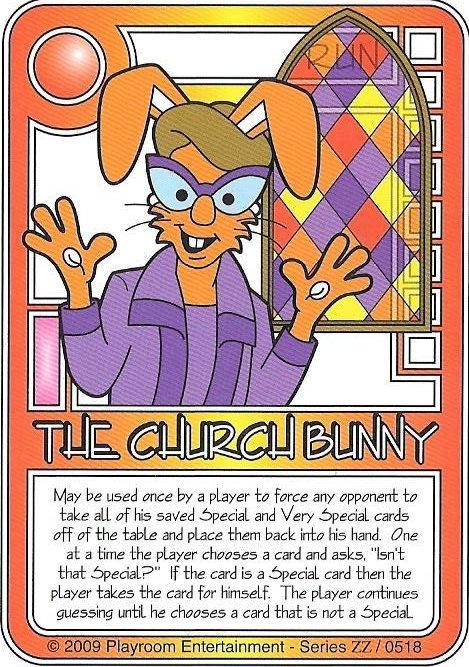 RUN
THE CHURCH BUNNY
May be used once by a player to force any opponent to
take all of his saved Special and Very Special cards
off of the table and place them back into his hand. One
at a time the player chooses a card and asks, "Isn't
that Special?" If the card is a Special card then the
player takes the card for himself. The player continues
guessing until he chooses a card that is not a Special.
© 2009 Playroom Entertainment - Series ZZ / 0518